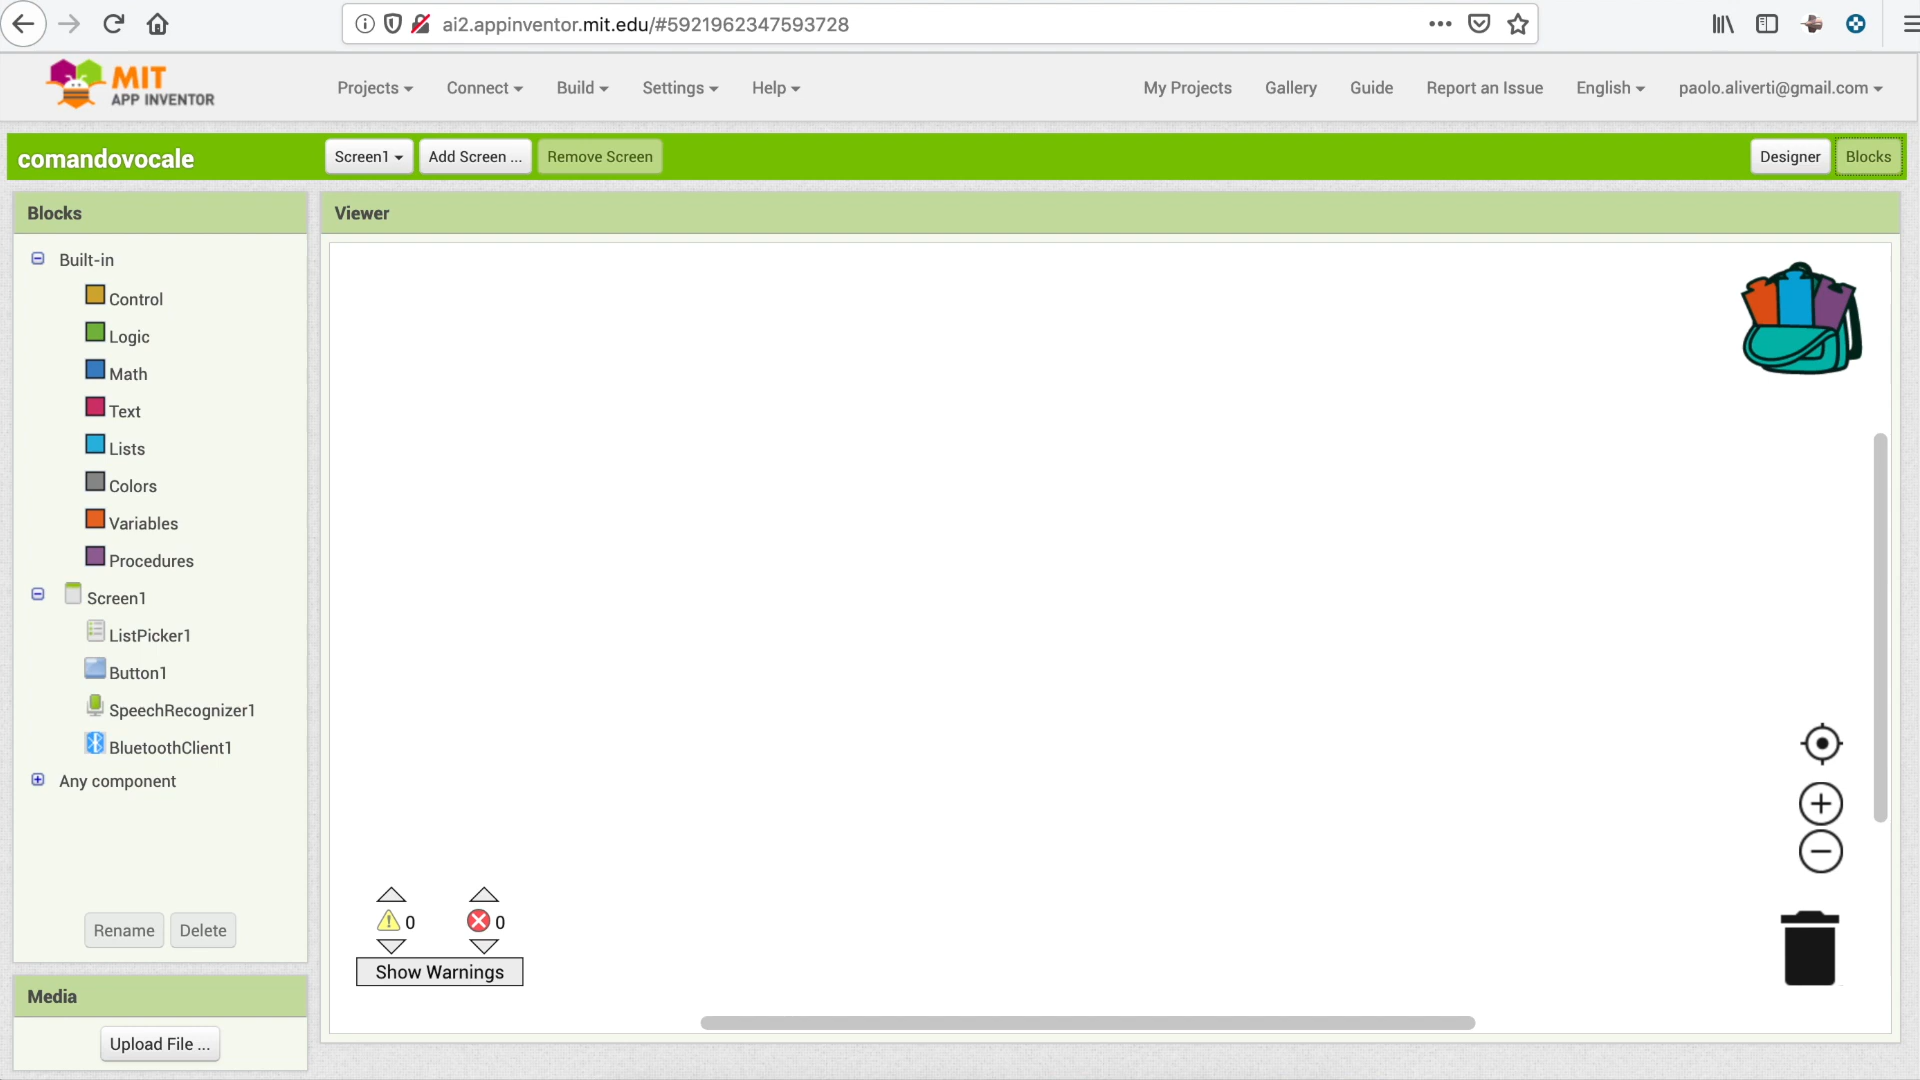 ai2.appinventor.mit.edu/#5921962347593728
MIT
APP INVENTOR
Projects Connect Build Settings Help My Projects Gallery Guide Report an Issue English paolo.aliverti@gmail.com
comandovocale Screen1 Add Screen ... Remove Screen Designer Blocks
Blocks
Viewer
Built-in
Control
Logic
Math
Text
Lists
Colors
Variables
Procedures
Screen1
ListPicker1
Button1
SpeechRecognizer1
BluetoothClient1
Any component
Rename Delete
0 0
Show Warnings
Media
Upload File ...